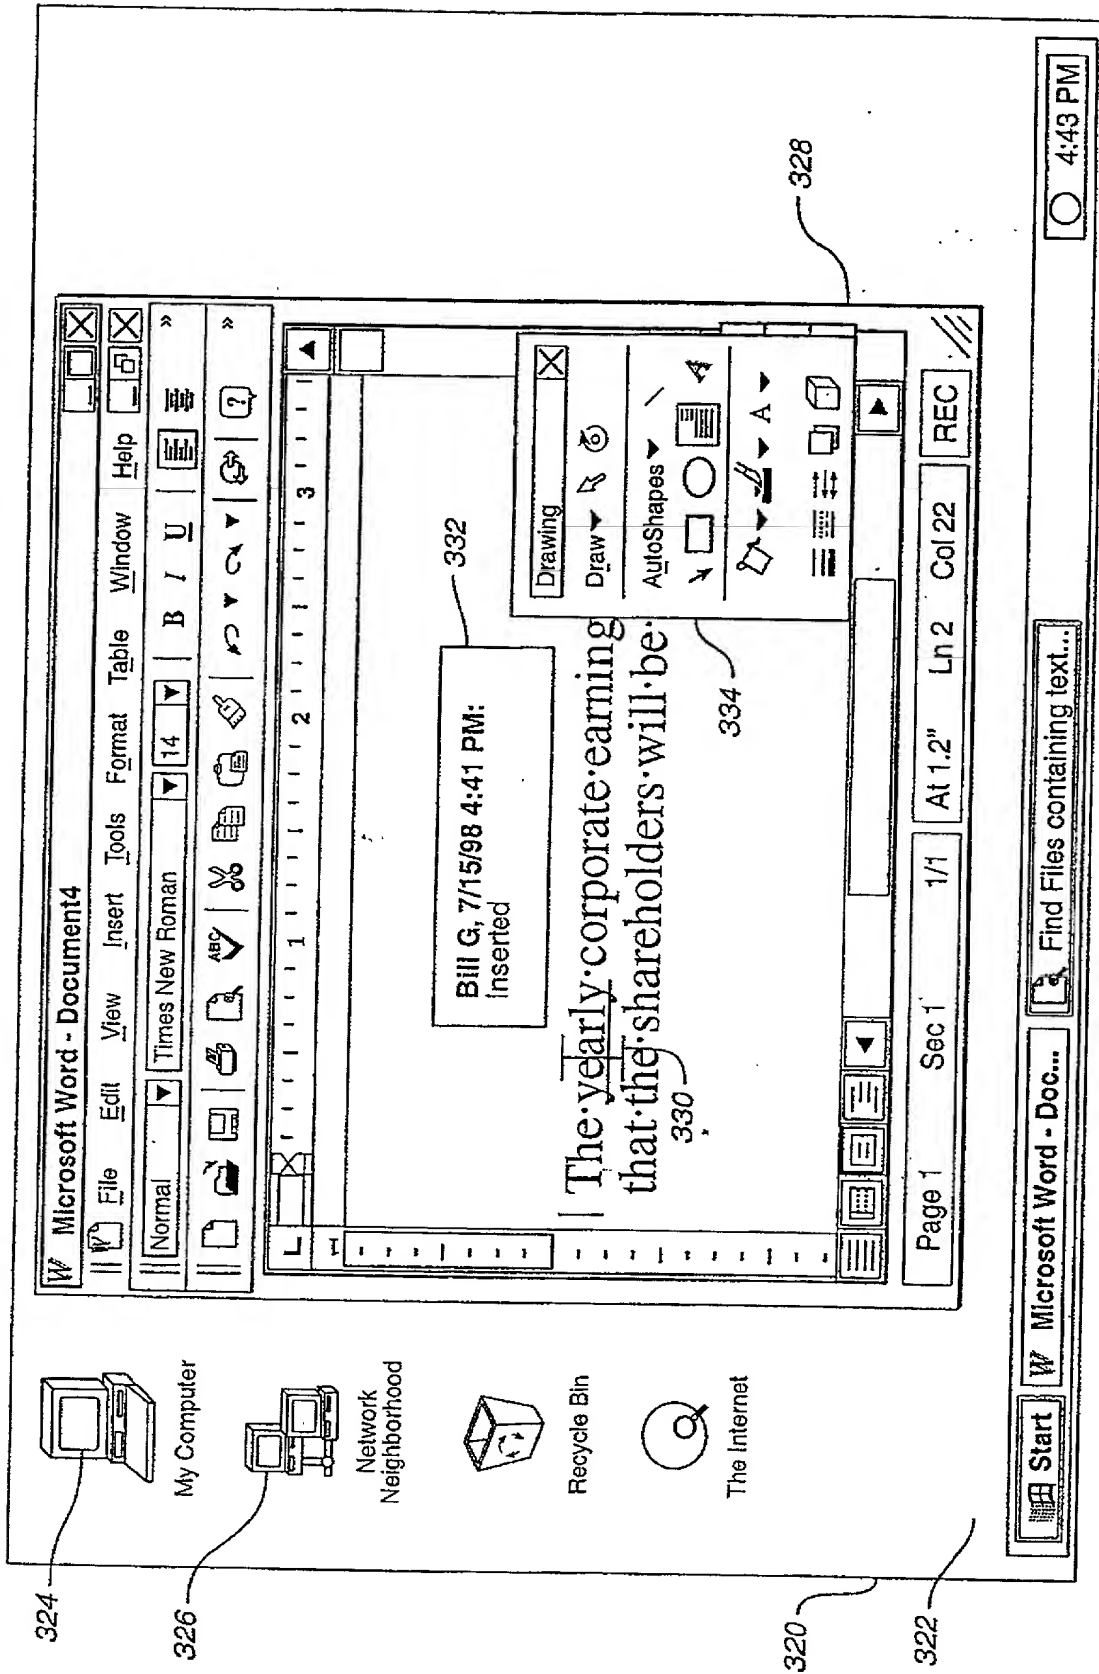 324
My Computer
326
Network
Neighborhood
Recycle Bin
The Internet
W Microsoft Word - Document4
W File Edit View Insert Tools Format Table Window Help
Normal Times New Roman 14 B I U »
ABC ? »
L 1 2 3
332
Bill G, 7/15/98 4:41 PM:
Inserted
The·yearly·corporate·earning
that·the·shareholders·will·be·
330
Drawing
Draw
AutoShapes
A
A
334
328
Page 1 Sec 1 1/1 At 1.2" Ln 2 Col 22 REC
320
322
Start W Microsoft Word - Doc... Find Files containing text... 4:43 PM